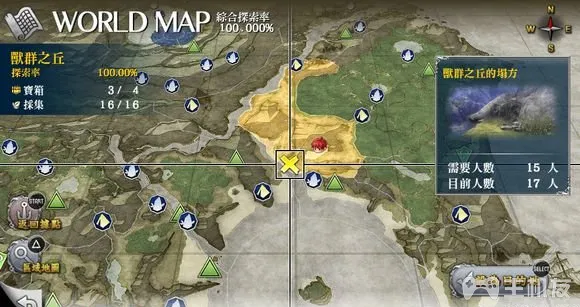 WORLD MAP 綜合探索率
100.000%
獸群之丘
探索率 100.00%
寶箱 3/ 4
採集 16/16
N
W E
S
獸群之丘的塌方
需要人數 15 人
目前人數 17 人
START
返回據點
區域地圖
SELECT